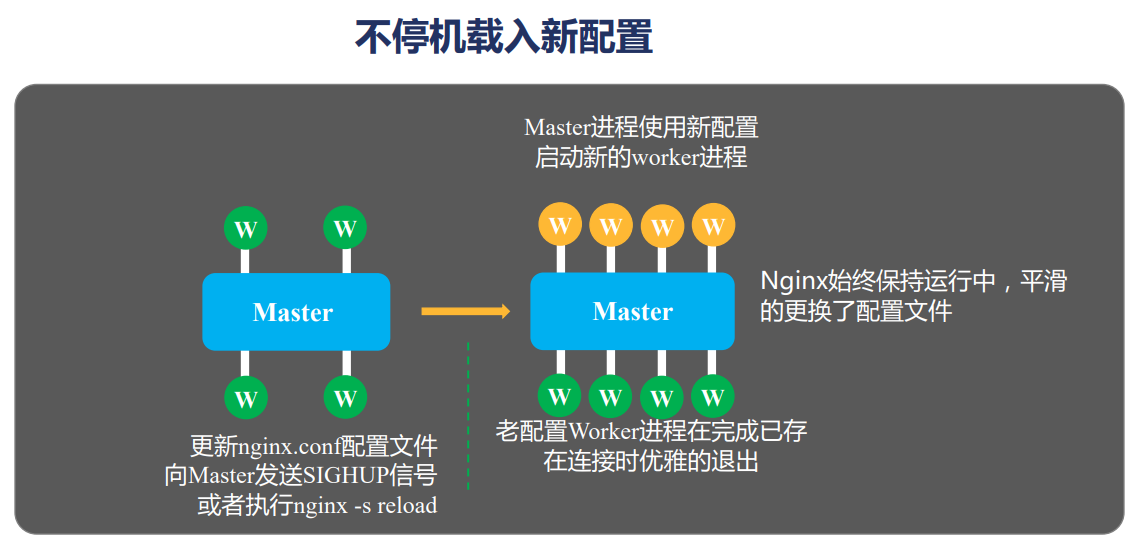 不停机载入新配置
Master进程使用新配置
启动新的worker进程
W
W
W
W
W
W
Master
Master
Nginx始终保持运行中，平滑
的更换了配置文件
W
W
W
W
W
W
更新nginx.conf配置文件
向Master发送SIGHUP信号
或者执行nginx -s reload
老配置Worker进程在完成已存
在连接时优雅的退出